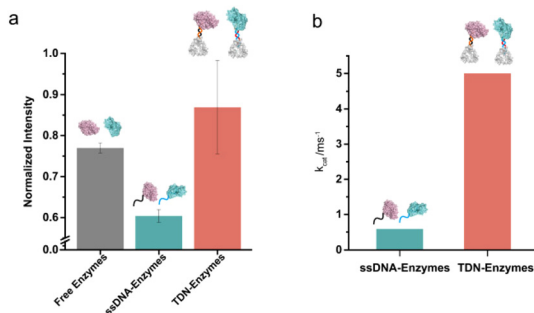 a
Normalized Intensity
1.0
0.9
0.8
0.7
0.6
0.0
Free Enzymes
ssDNA-Enzymes
TDN-Enzymes
b
k_cat /ms⁻¹
5
4
3
2
1
0
ssDNA-Enzymes
TDN-Enzymes